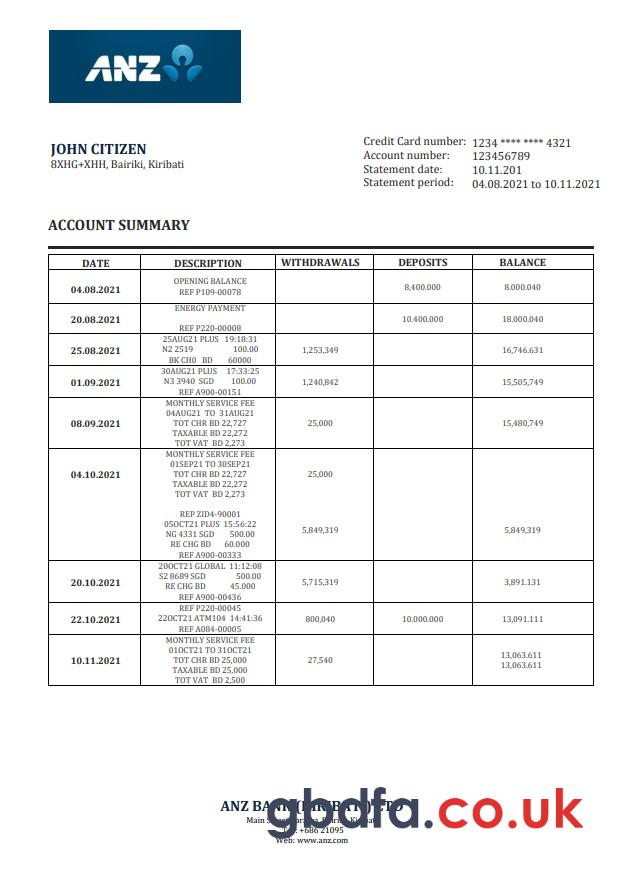 ANZ
JOHN CITIZEN
8XHG+XHH, Bairiki, Kiribati
Credit Card number: 1234 **** **** 4321
Account number: 123456789
Statement date: 10.11.201
Statement period: 04.08.2021 to 10.11.2021
ACCOUNT SUMMARY
DATE DESCRIPTION WITHDRAWALS DEPOSITS BALANCE
OPENING BALANCE
04.08.2021 8,400.000 8.000.040
REF P109-00078
ENERGY PAYMENT
20.08.2021 10.400.000 18.000.040
REF P220-00008
25AUG21 PLUS 19:18:31
25.08.2021 N2 2519 100.00 1,253,349 16,746.631
BK CH0 BD 60000
30AUG21 PLUS 17:33:25
01.09.2021 N3 3940 SGD 100.00 1,240,842 15,505,749
REF A900-00151
MONTHLY SERVICE FEE
04AUG21 TO 31AUG21
08.09.2021 TOT CHR BD 22,727 25,000 15,480,749
TAXABLE BD 22,272
TOT VAT BD 2,273
MONTHLY SERVICE FEE
01SEP21 TO 30SEP21
04.10.2021 TOT CHR BD 22,727 25,000
TAXABLE BD 22,272
TOT VAT BD 2,273
REP ZID4-90001
05OCT21 PLUS 15:56:22
NG 4331 SGD 500.00 5,849,319 5,849,319
RE CHG BD 60.000
REF A900-00333
20OCT21 GLOBAL 11:12:08
S2 8689 SGD 500.00
20.10.2021 5,715,319 3,891.131
RE CHG BD 45.000
REF A900-00436
REF P220-00045
22.10.2021 22OCT21 ATM104 14:41:36 800,040 10.000.000 13,091.111
REF A084-00005
MONTHLY SERVICE FEE
01OCT21 TO 31OCT21 13,063.611
10.11.2021 TOT CHR BD 25,000 27,540 13,063.611
TAXABLE BD 25,000
TOT VAT BD 2,500
ANZ BANK (KIRIBATI) LTD
gbdfa.co.uk
Main
+686 21095
Web: www.anz.com